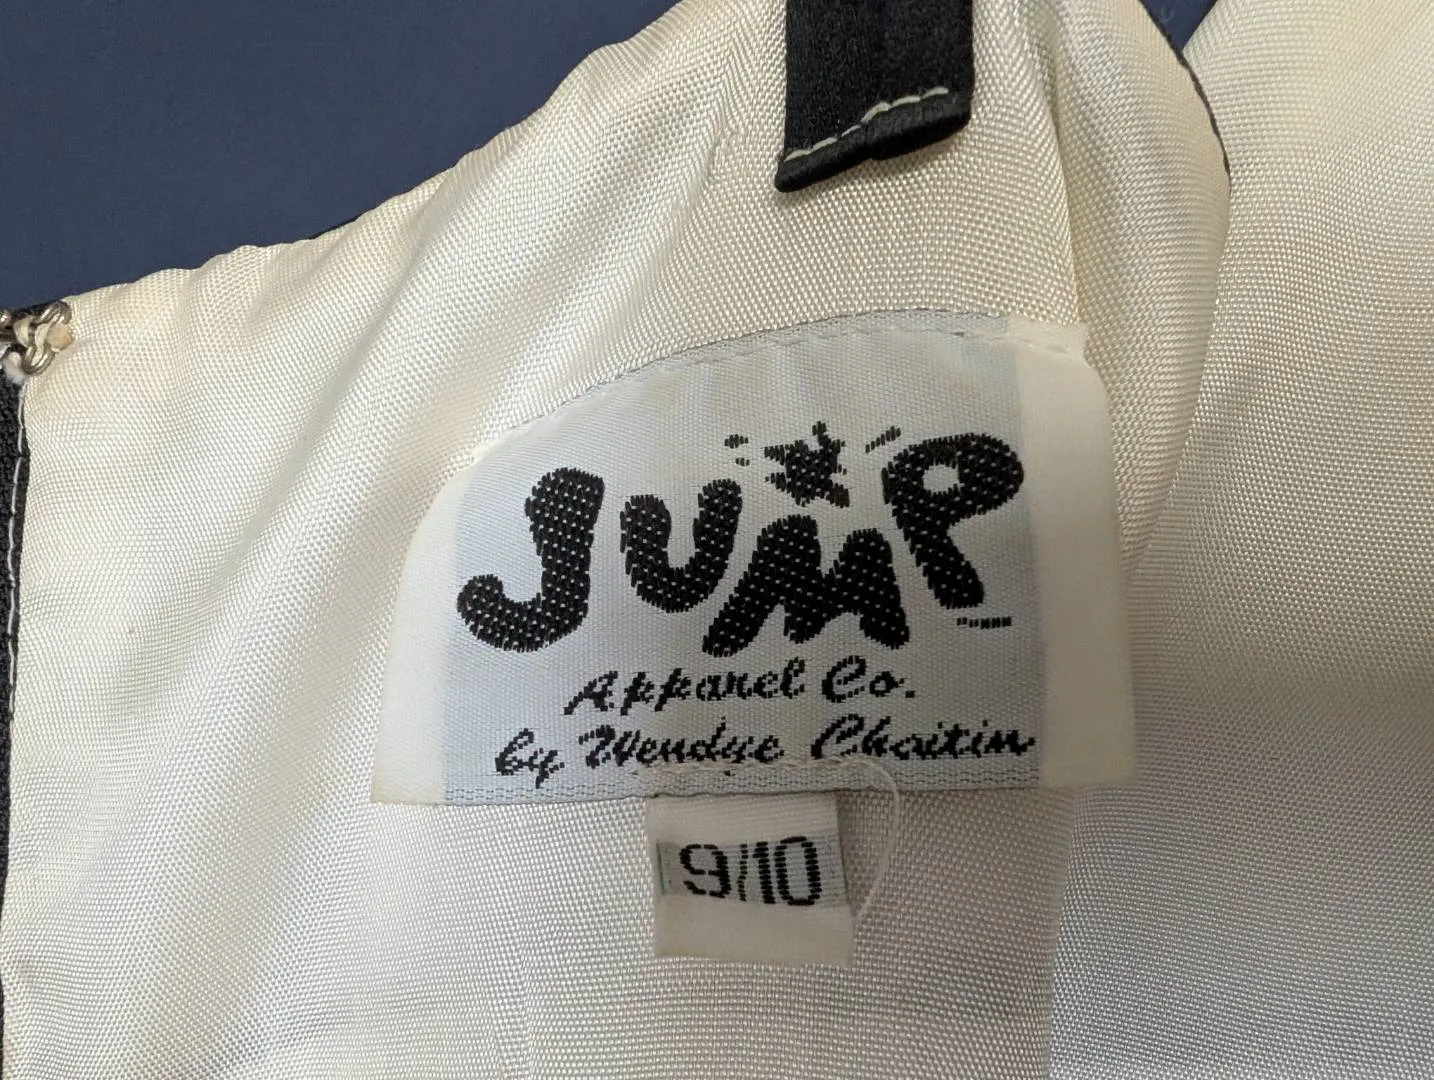 JUMP
Apparel Co.
by Wendye Chaitin
9/10